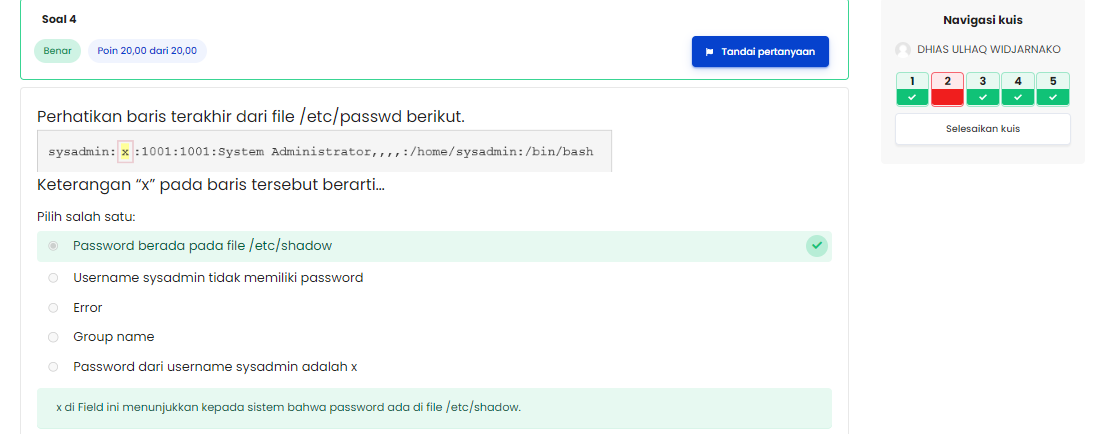 Soal 4
Benar
Poin 20,00 dari 20,00
Tandai pertanyaan
Perhatikan baris terakhir dari file /etc/passwd berikut.
sysadmin:x:1001:1001:System Administrator,,,,:/home/sysadmin:/bin/bash
Keterangan “x” pada baris tersebut berarti...
Pilih salah satu:
Password berada pada file /etc/shadow
Username sysadmin tidak memiliki password
Error
Group name
Password dari username sysadmin adalah x
x di Field ini menunjukkan kepada sistem bahwa password ada di file /etc/shadow.
Navigasi kuis
DHIAS ULHAQ WIDJARNAKO
1 2 3 4 5
Selesaikan kuis